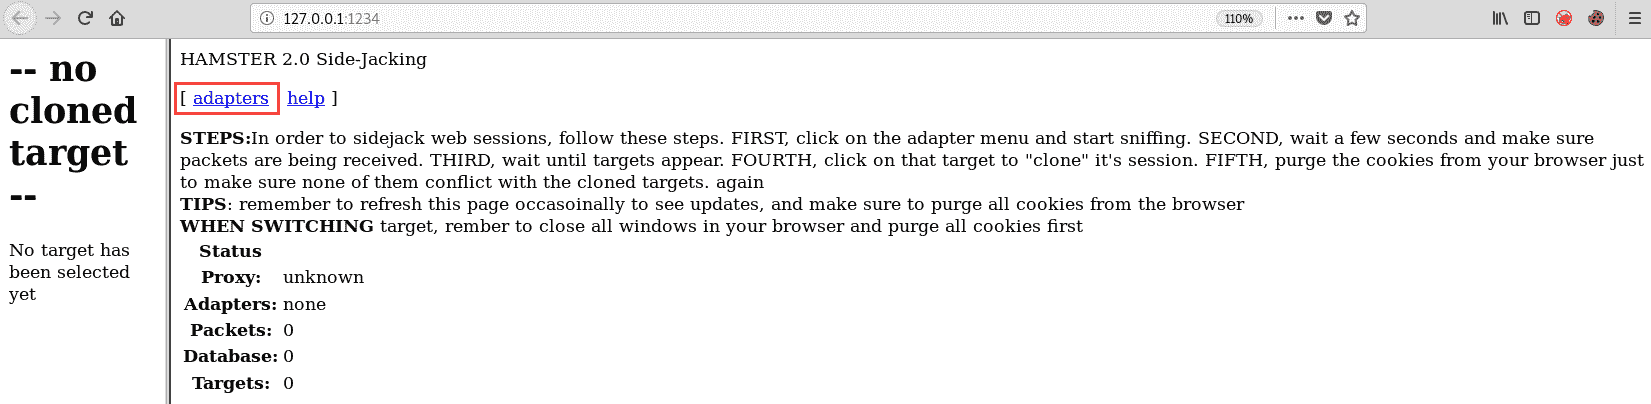 127.0.0.1:1234
110%
-- no
cloned
target
--
No target has
been selected
yet
HAMSTER 2.0 Side-Jacking
[ adapters help ]
STEPS:In order to sidejack web sessions, follow these steps. FIRST, click on the adapter menu and start sniffing. SECOND, wait a few seconds and make sure
packets are being received. THIRD, wait until targets appear. FOURTH, click on that target to "clone" it's session. FIFTH, purge the cookies from your browser just
to make sure none of them conflict with the cloned targets. again
TIPS: remember to refresh this page occasoinally to see updates, and make sure to purge all cookies from the browser
WHEN SWITCHING target, rember to close all windows in your browser and purge all cookies first
Status
Proxy: unknown
Adapters: none
Packets: 0
Database: 0
Targets: 0